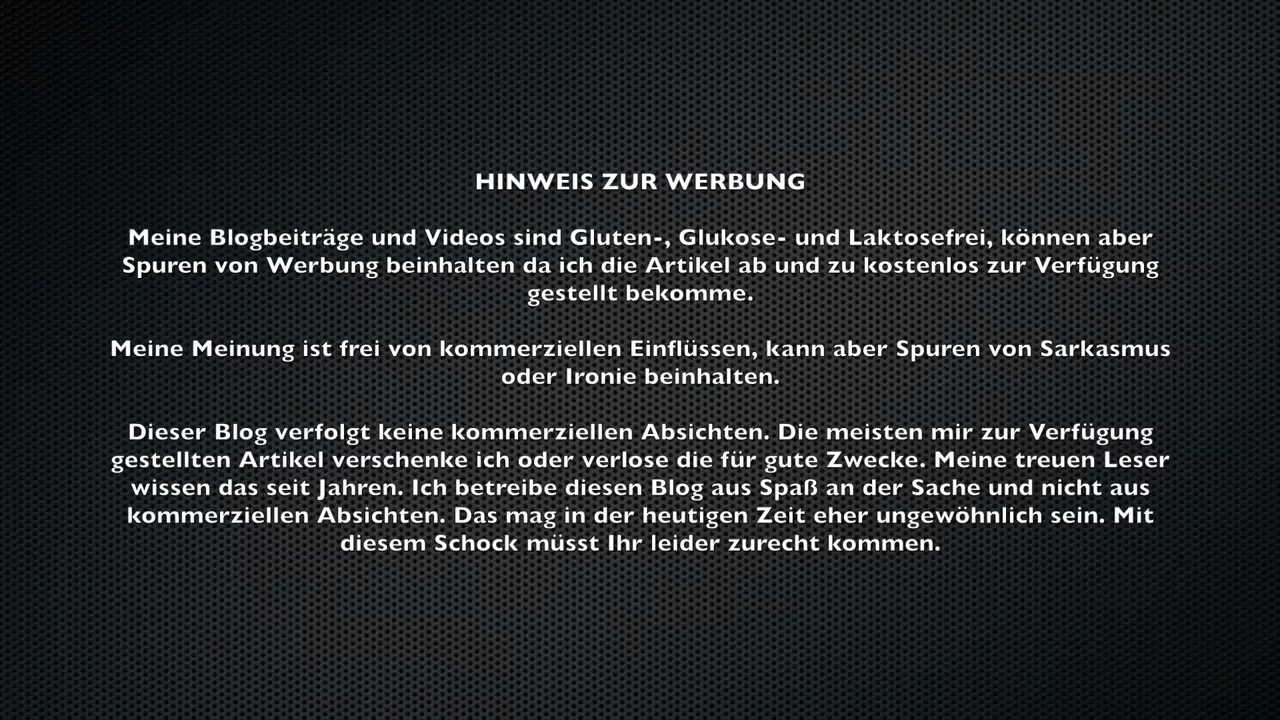 HINWEIS ZUR WERBUNG
Meine Blogbeiträge und Videos sind Gluten-, Glukose- und Laktosefrei, können aber
Spuren von Werbung beinhalten da ich die Artikel ab und zu kostenlos zur Verfügung
gestellt bekomme.
Meine Meinung ist frei von kommerziellen Einflüssen, kann aber Spuren von Sarkasmus
oder Ironie beinhalten.
Dieser Blog verfolgt keine kommerziellen Absichten. Die meisten mir zur Verfügung
gestellten Artikel verschenke ich oder verlose die für gute Zwecke. Meine treuen Leser
wissen das seit Jahren. Ich betreibe diesen Blog aus Spaß an der Sache und nicht aus
kommerziellen Absichten. Das mag in der heutigen Zeit eher ungewöhnlich sein. Mit
diesem Schock müsst Ihr leider zurecht kommen.